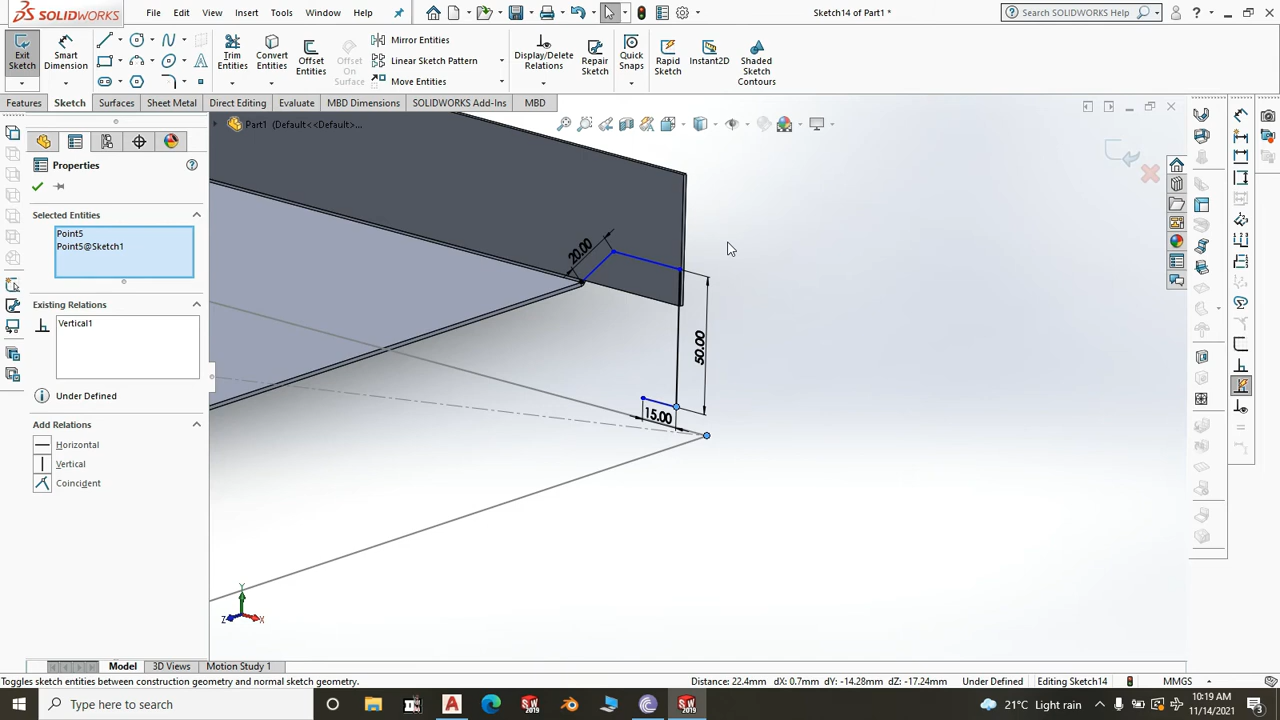 SOLIDWORKS File Edit View Insert Tools Window Help Sketch14 of Part1 * Search SOLIDWORKS Help
Exit Sketch Smart Dimension Trim Entities Convert Entities Offset Entities Offset On Surface Mirror Entities Linear Sketch Pattern Move Entities Display/Delete Relations Repair Sketch Quick Snaps Rapid Sketch Instant2D Shaded Sketch Contours
Features Sketch Surfaces Sheet Metal Direct Editing Evaluate MBD Dimensions SOLIDWORKS Add-Ins MBD
Part1 (Default<<Default>...
Properties
Selected Entities
Point5
Point5@Sketch1
Existing Relations
Vertical1
Under Defined
Add Relations
Horizontal
Vertical
Coincident
20.00
50.00
15.00
Y
Z X
Model 3D Views Motion Study 1
Toggles sketch entities between construction geometry and normal sketch geometry. Distance: 22.4mm dX: 0.7mm dY: -14.28mm dZ: -17.24mm Under Defined Editing Sketch14 MMGS
Type here to search 21°C Light rain 10:19 AM
11/14/2021